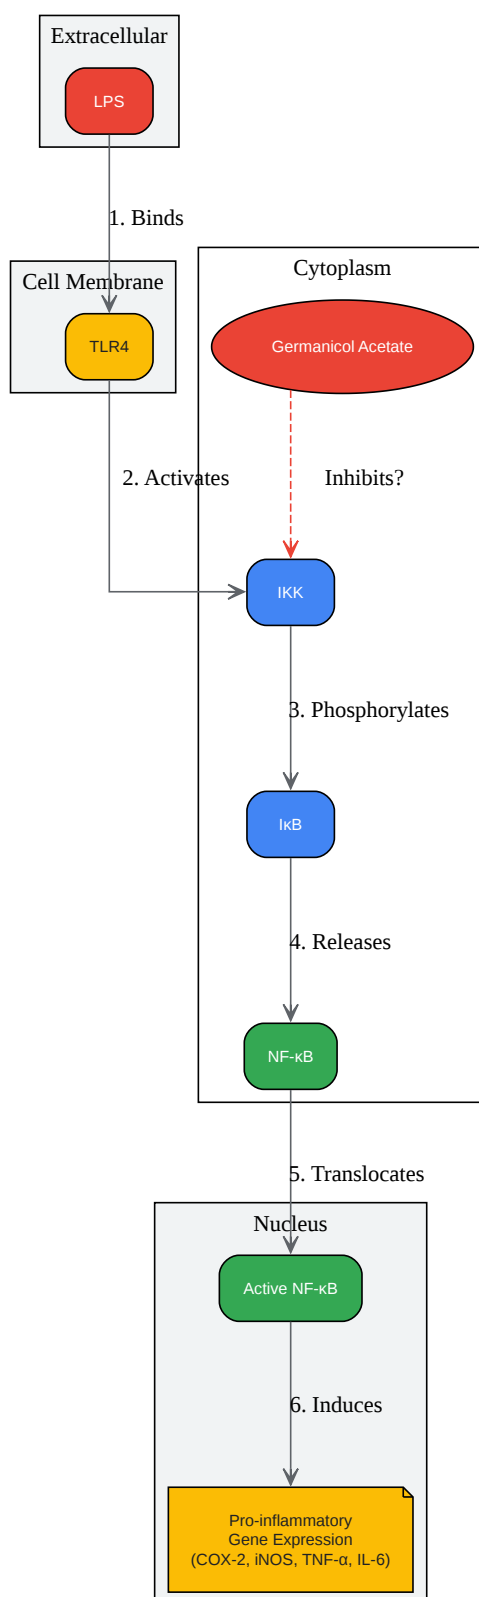 Extracellular
LPS
1. Binds
Cell Membrane
TLR4
Cytoplasm
Germanicol Acetate
2. Activates
Inhibits?
IKK
3. Phosphorylates
IκB
4. Releases
NF-κB
5. Translocates
Nucleus
Active NF-κB
6. Induces
Pro-inflammatory
Gene Expression
(COX-2, iNOS, TNF-α, IL-6)